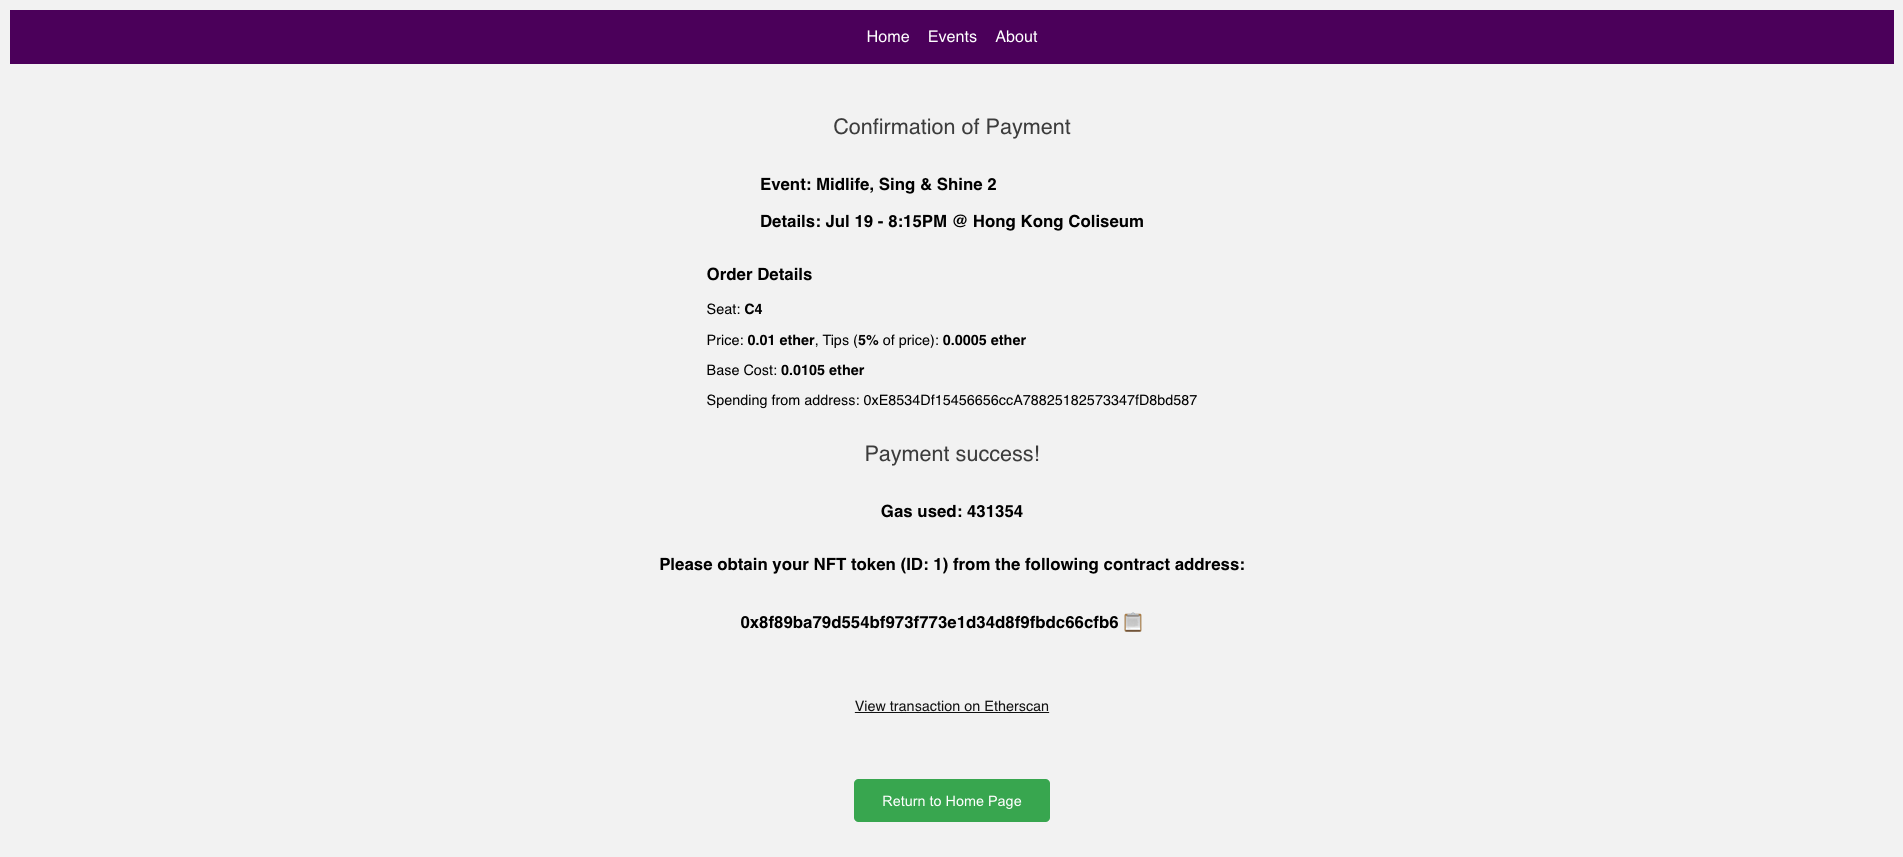 Home Events About
Confirmation of Payment
Event: Midlife, Sing & Shine 2
Details: Jul 19 - 8:15PM @ Hong Kong Coliseum
Order Details
Seat: C4
Price: 0.01 ether, Tips (5% of price): 0.0005 ether
Base Cost: 0.0105 ether
Spending from address: 0xE8534Df15456656ccA78825182573347fD8bd587
Payment success!
Gas used: 431354
Please obtain your NFT token (ID: 1) from the following contract address:
0x8f89ba79d554bf973f773e1d34d8f9fbdc66cfb6 📋
View transaction on Etherscan
Return to Home Page